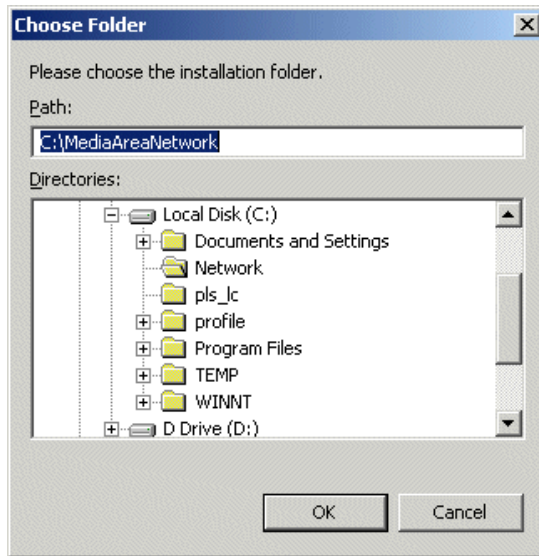 Choose Folder
Please choose the installation folder.
Path:
C:\MediaAreaNetwork
Directories:
Local Disk (C:)
Documents and Settings
Network
pls_lc
profile
Program Files
TEMP
WINNT
D Drive (D:)
OK Cancel